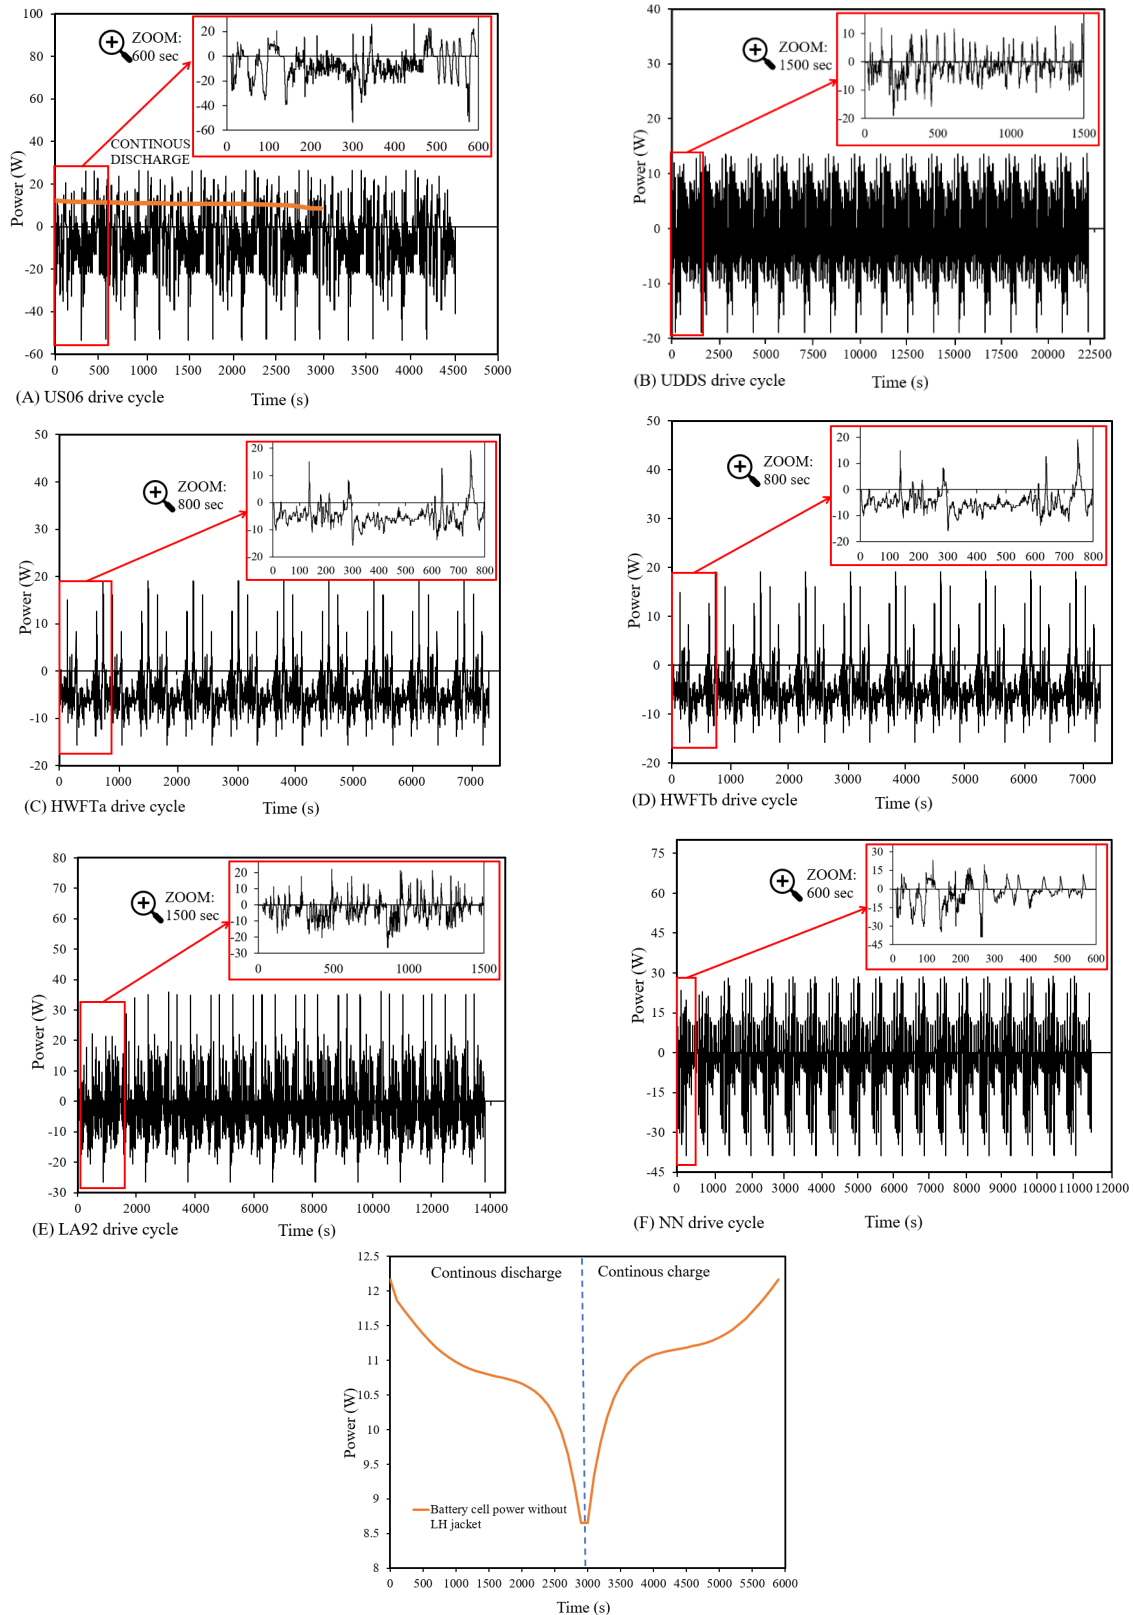 100
80
60
40
20
0
-20
-40
-60
Power (W)
ZOOM:
600 sec
CONTINOUS
DISCHARGE
20
0
-20
-40
-60
0 100 200 300 400 500 600
0 500 1000 1500 2000 2500 3000 3500 4000 4500 5000
(A) US06 drive cycle
Time (s)
40
30
20
10
0
-10
-20
Power (W)
ZOOM:
1500 sec
10
0
-10
-20
0 500 1000 1500
0 2500 5000 7500 10000 12500 15000 17500 20000 22500
(B) UDDS drive cycle
Time (s)
50
40
30
20
10
0
-10
-20
Power (W)
ZOOM:
800 sec
20
10
0
-10
-20
0 100 200 300 400 500 600 700 800
0 1000 2000 3000 4000 5000 6000 7000
(C) HWFTa drive cycle
Time (s)
50
40
30
20
10
0
-10
-20
Power (W)
ZOOM:
800 sec
20
10
0
-10
-20
0 100 200 300 400 500 600 700 800
0 1000 2000 3000 4000 5000 6000 7000
(D) HWFTb drive cycle
Time (s)
80
70
60
50
40
30
20
10
0
-10
-20
-30
Power (W)
ZOOM:
1500 sec
20
10
0
-10
-20
-30
0 500 1000 1500
0 2000 4000 6000 8000 10000 12000 14000
(E) LA92 drive cycle
Time (s)
75
60
45
30
15
0
-15
-30
-45
Power (W)
ZOOM:
600 sec
30
15
0
-15
-30
-45
0 100 200 300 400 500 600
0 1000 2000 3000 4000 5000 6000 7000 8000 9000 10000 11000 12000
(F) NN drive cycle
Time (s)
12.5
12
11.5
11
10.5
10
9.5
9
8.5
8
Power (W)
Continous discharge
Continous charge
Battery cell power without
LH jacket
0 500 1000 1500 2000 2500 3000 3500 4000 4500 5000 5500 6000
Time (s)